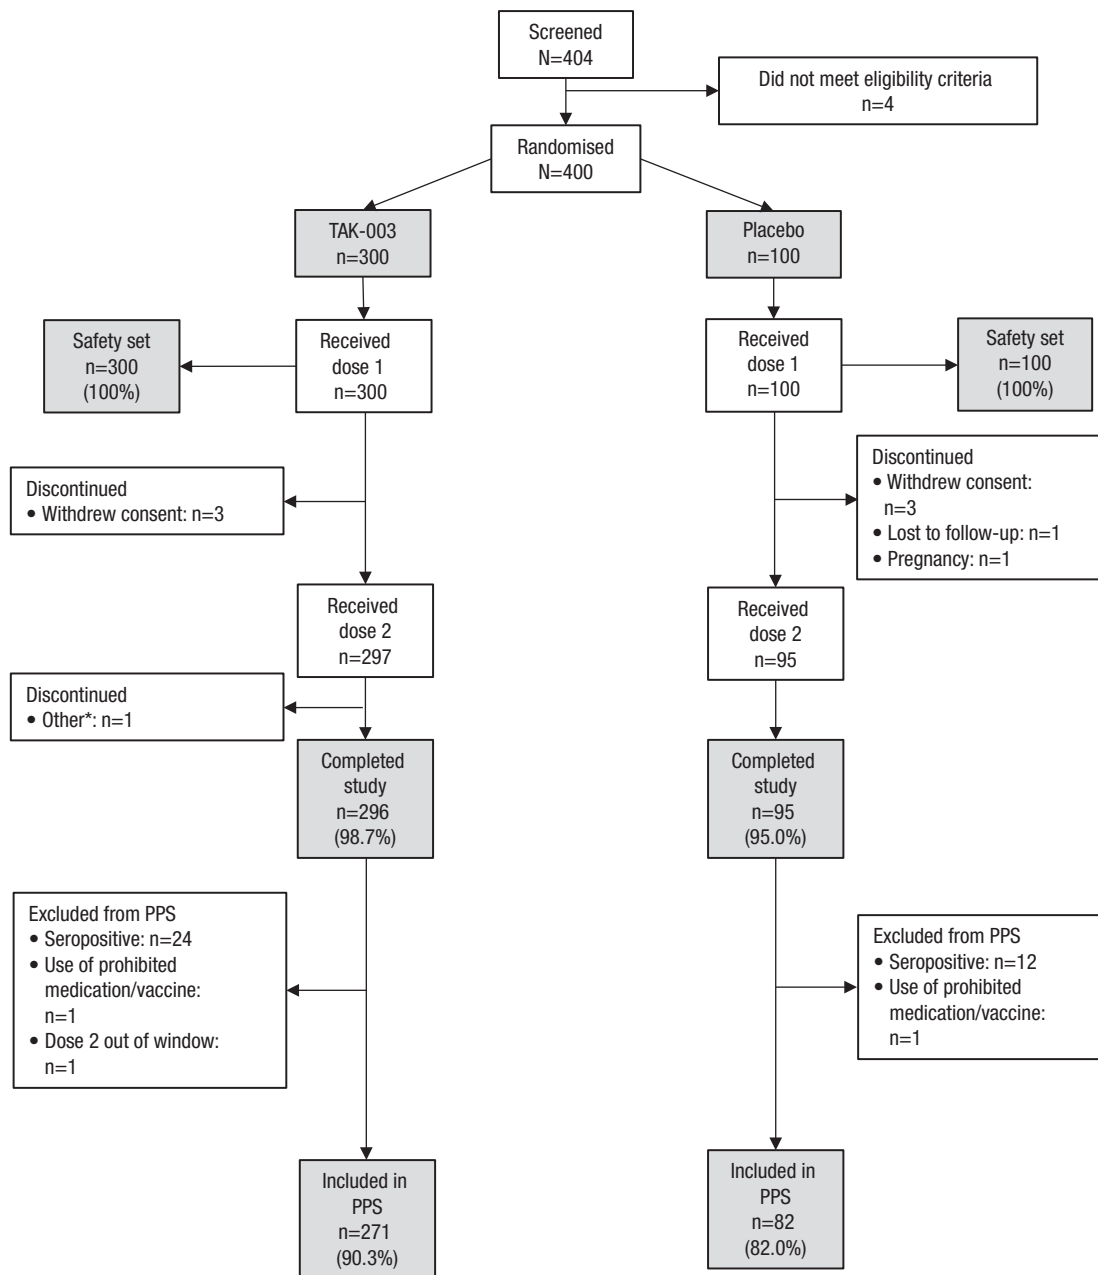 Screened
N=404
Did not meet eligibility criteria
n=4
Randomised
N=400
TAK-003
n=300
Placebo
n=100
Safety set
n=300
(100%)
Received
dose 1
n=300
Received
dose 1
n=100
Safety set
n=100
(100%)
Discontinued
• Withdrew consent: n=3
Discontinued
• Withdrew consent:
n=3
• Lost to follow-up: n=1
• Pregnancy: n=1
Received
dose 2
n=297
Received
dose 2
n=95
Discontinued
• Other*: n=1
Completed
study
n=296
(98.7%)
Completed
study
n=95
(95.0%)
Excluded from PPS
• Seropositive: n=24
• Use of prohibited
medication/vaccine:
n=1
• Dose 2 out of window:
n=1
Excluded from PPS
• Seropositive: n=12
• Use of prohibited
medication/vaccine:
n=1
Included in
PPS
n=271
(90.3%)
Included in
PPS
n=82
(82.0%)